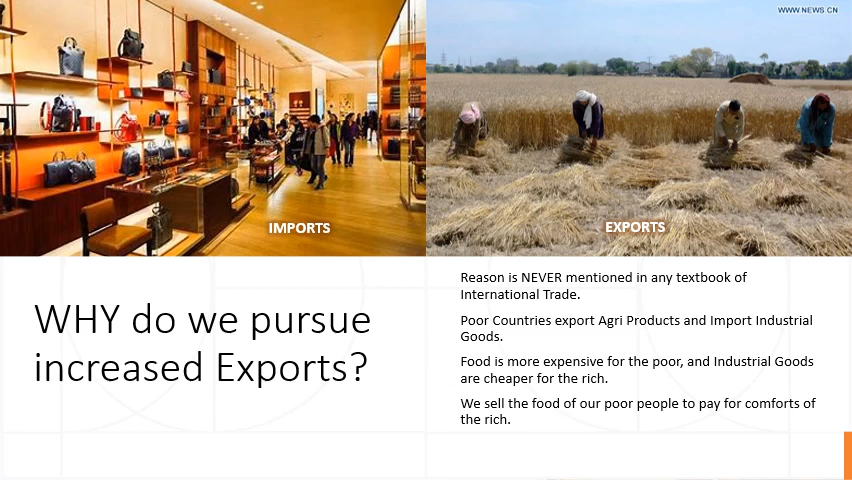 WWW.NEWS.CN
IMPORTS
EXPORTS
WHY do we pursue
increased Exports?
Reason is NEVER mentioned in any textbook of
International Trade.
Poor Countries export Agri Products and Import Industrial
Goods.
Food is more expensive for the poor, and Industrial Goods
are cheaper for the rich.
We sell the food of our poor people to pay for comforts of
the rich.